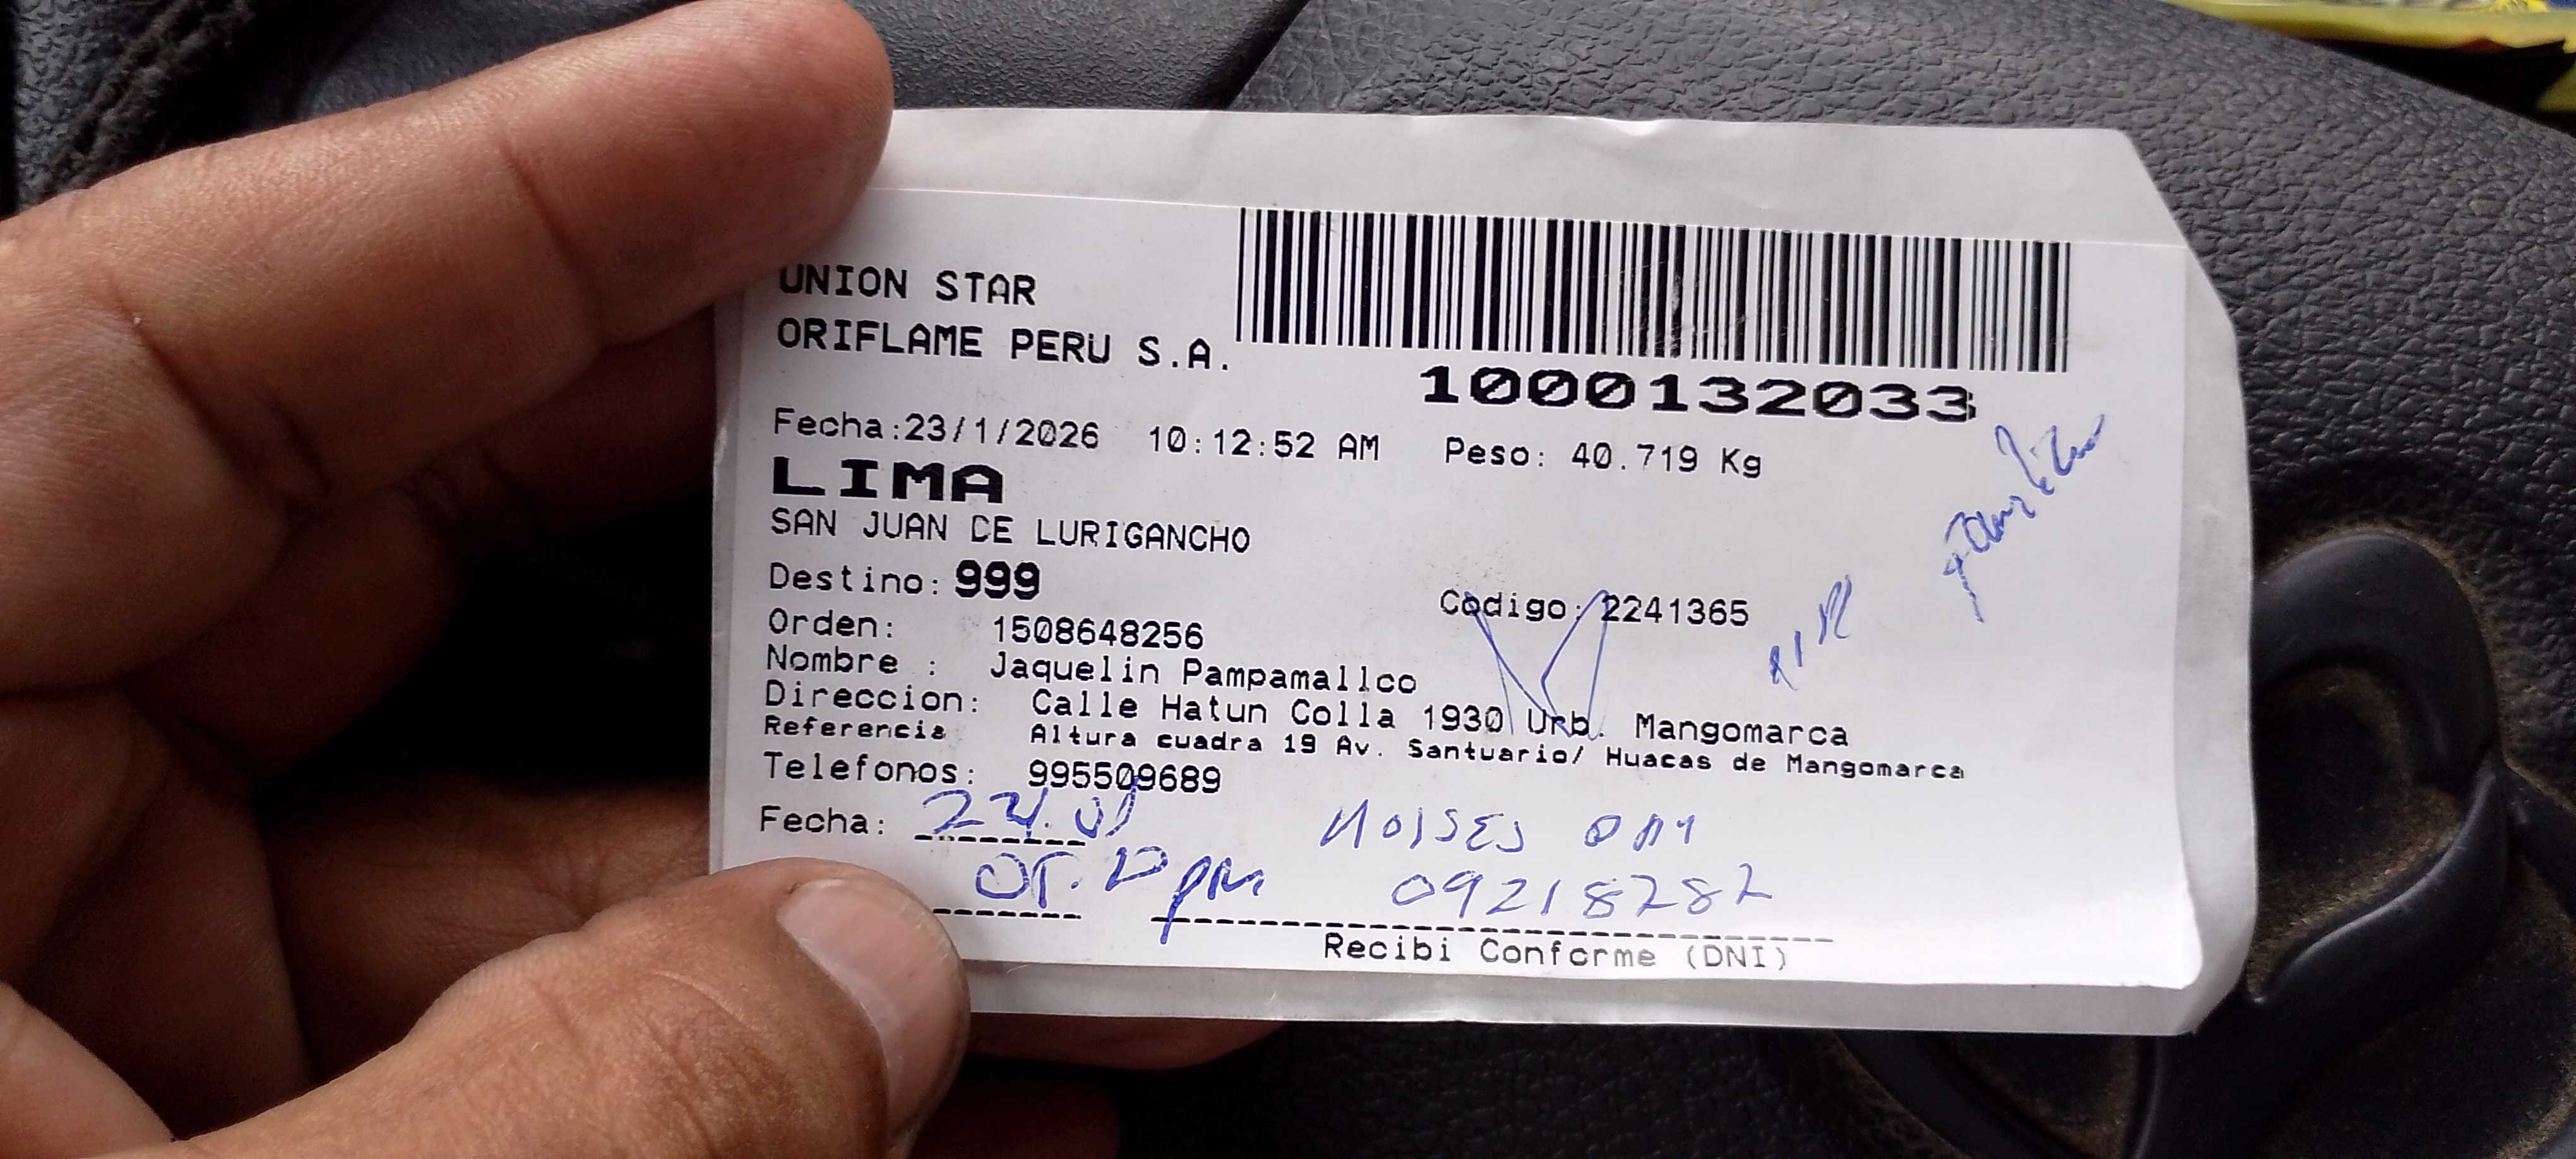 UNION STAR
ORIFLAME PERU S.A.
1000132033
Fecha:23/1/2026 10:12:52 AM Peso: 40.719 Kg
LIMA
SAN JUAN DE LURIGANCHO
Destino: 999
Codigo: 2241365
Orden: 1508648256
Nombre : Jaquelin Pampamallco
Direccion: Calle Hatun Colla 1930 Urb. Mangomarca
Referencia Altura cuadra 19 Av. Santuario/ Huacas de Mangomarca
Telefonos: 995509689
Fecha: 24.01 MOISES
pm 09218282
Recibi Conforme (DNI)